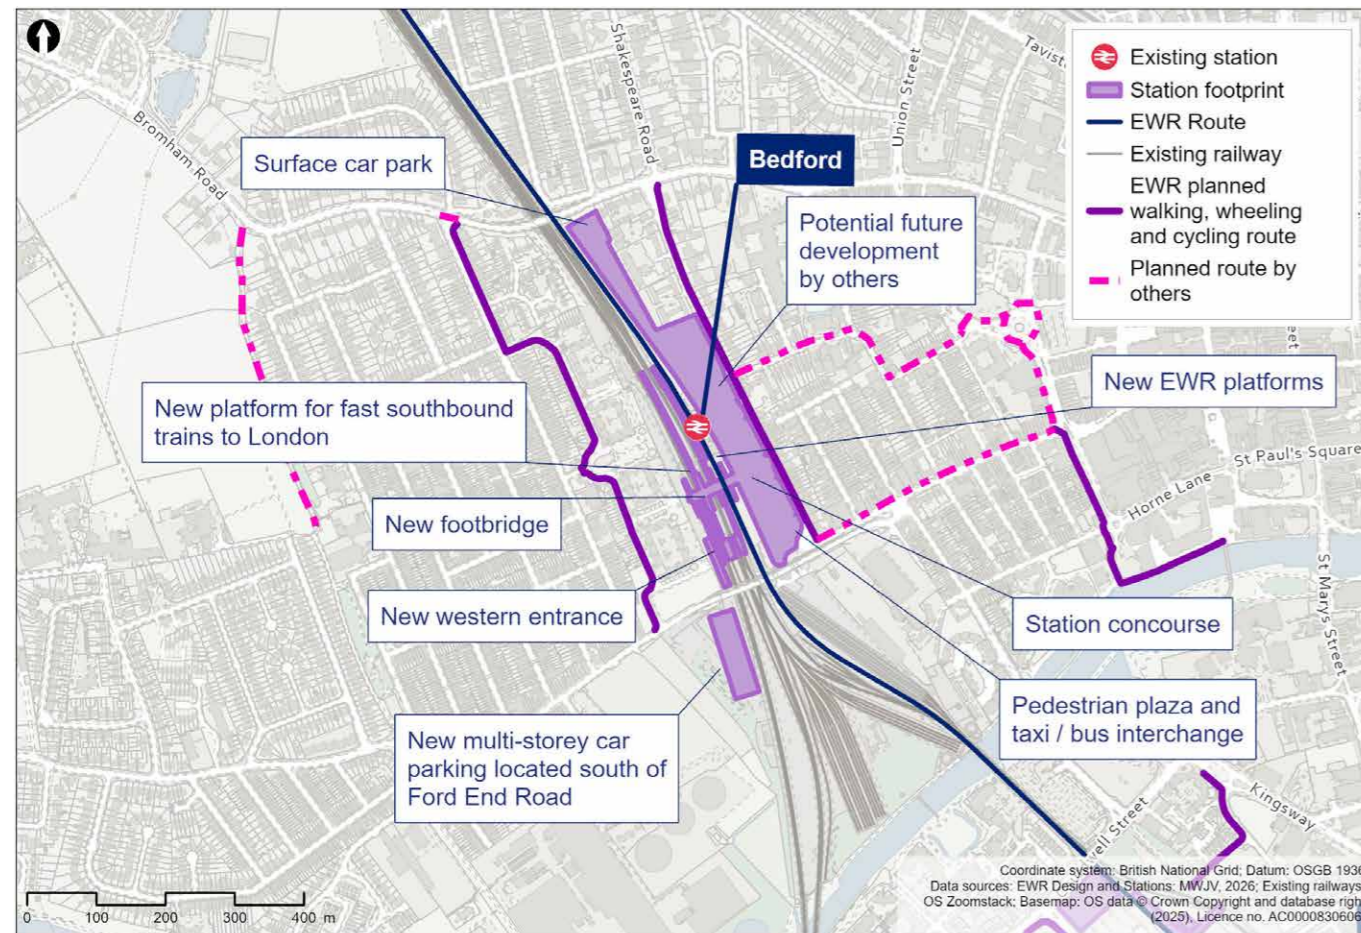 Bromham Road
Shakespeare Road
Union Street
Surface car park
Bedford
Potential future
development
by others
Existing station
Station footprint
EWR Route
Existing railway
EWR planned
walking, wheeling
and cycling route
Planned route by
others
New EWR platforms
New platform for fast southbound
trains to London
St Paul's Square
Horne Lane
New footbridge
St Marys Street
New western entrance
Station concourse
Pedestrian plaza and
taxi / bus interchange
New multi-storey car
parking located south of
Ford End Road
Kingsway
Street
0 100 200 300 400 m
Coordinate system: British National Grid; Datum: OSGB 1936
Data sources: EWR Design and Stations: MWJV, 2026; Existing railways
OS Zoomstack; Basemap: OS data © Crown Copyright and database righ
(2025), Licence no. AC0000830606